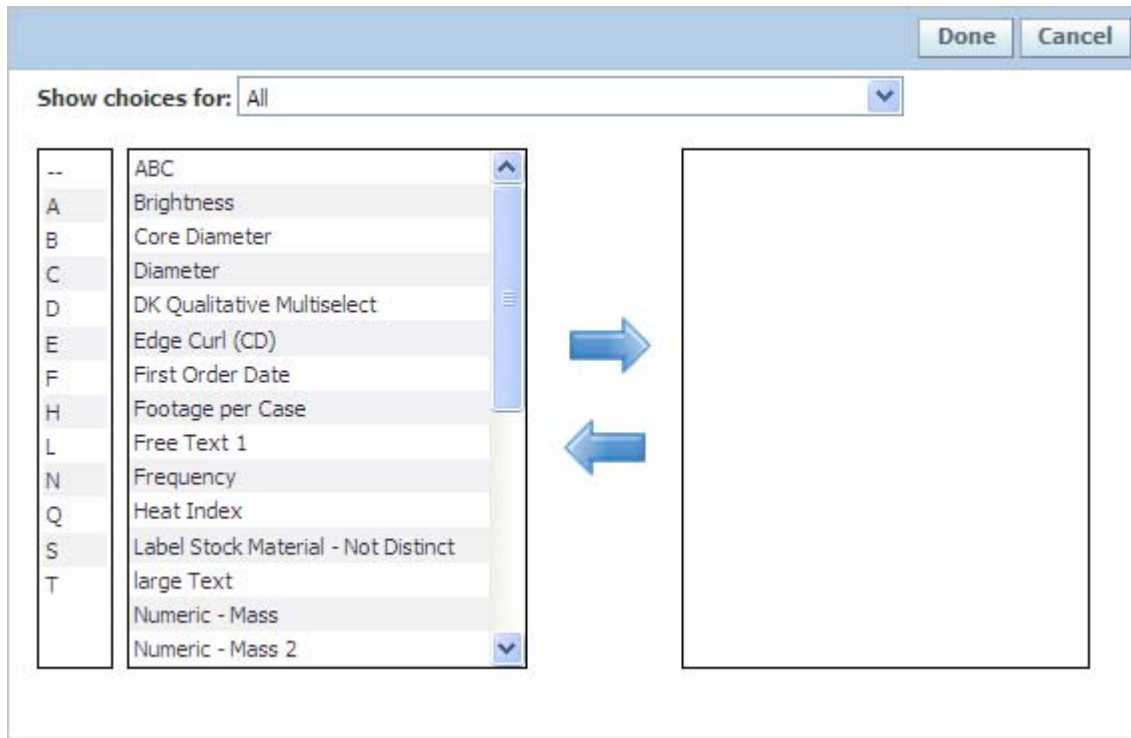 Done Cancel
Show choices for: All
--
A
B
C
D
E
F
H
L
N
Q
S
T
ABC
Brightness
Core Diameter
Diameter
DK Qualitative Multiselect
Edge Curl (CD)
First Order Date
Footage per Case
Free Text 1
Frequency
Heat Index
Label Stock Material - Not Distinct
large Text
Numeric - Mass
Numeric - Mass 2